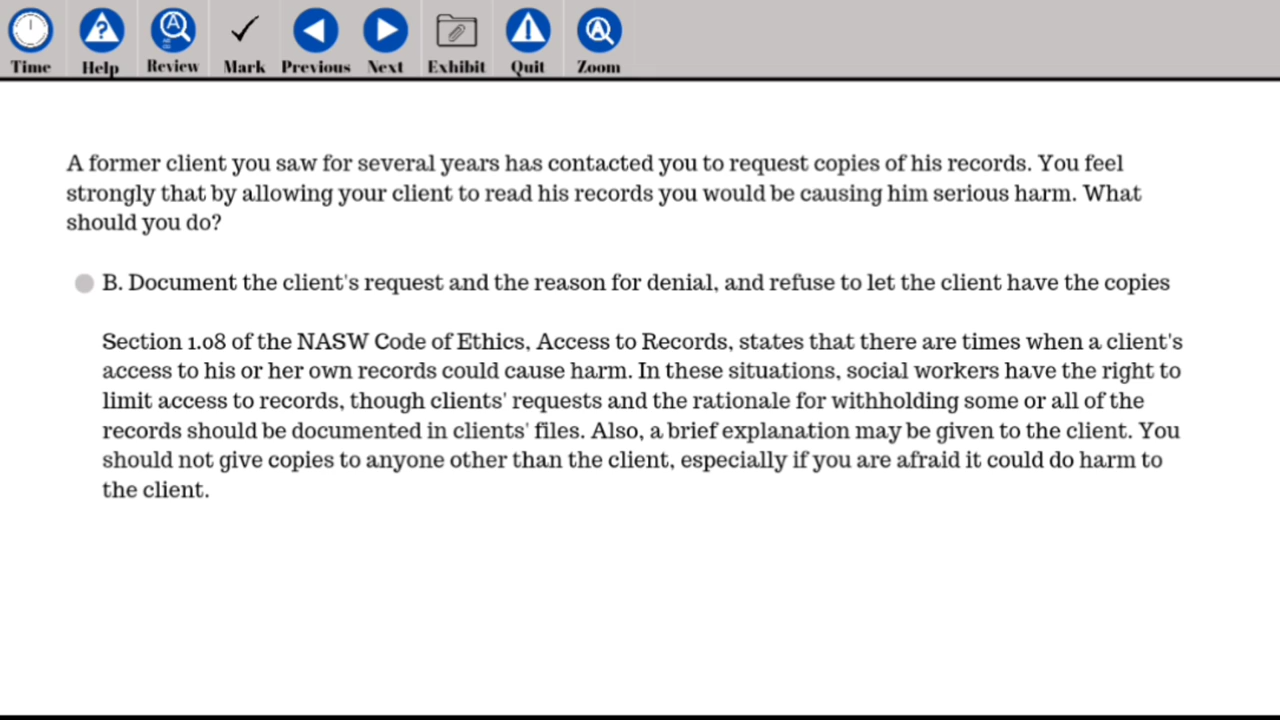 Time Help Review Mark Previous Next Exhibit Quit Zoom
A former client you saw for several years has contacted you to request copies of his records. You feel
strongly that by allowing your client to read his records you would be causing him serious harm. What
should you do?
B. Document the client's request and the reason for denial, and refuse to let the client have the copies
Section 1.08 of the NASW Code of Ethics, Access to Records, states that there are times when a client's
access to his or her own records could cause harm. In these situations, social workers have the right to
limit access to records, though clients' requests and the rationale for withholding some or all of the
records should be documented in clients' files. Also, a brief explanation may be given to the client. You
should not give copies to anyone other than the client, especially if you are afraid it could do harm to
the client.